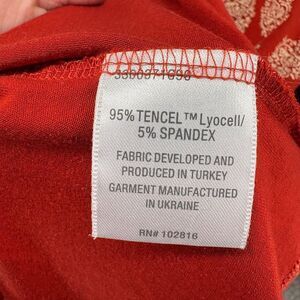 95% TENCEL™ Lyocell/
5% SPANDEX
FABRIC DEVELOPED AND
PRODUCED IN TURKEY
GARMENT MANUFACTURED
IN UKRAINE
RN# 102816